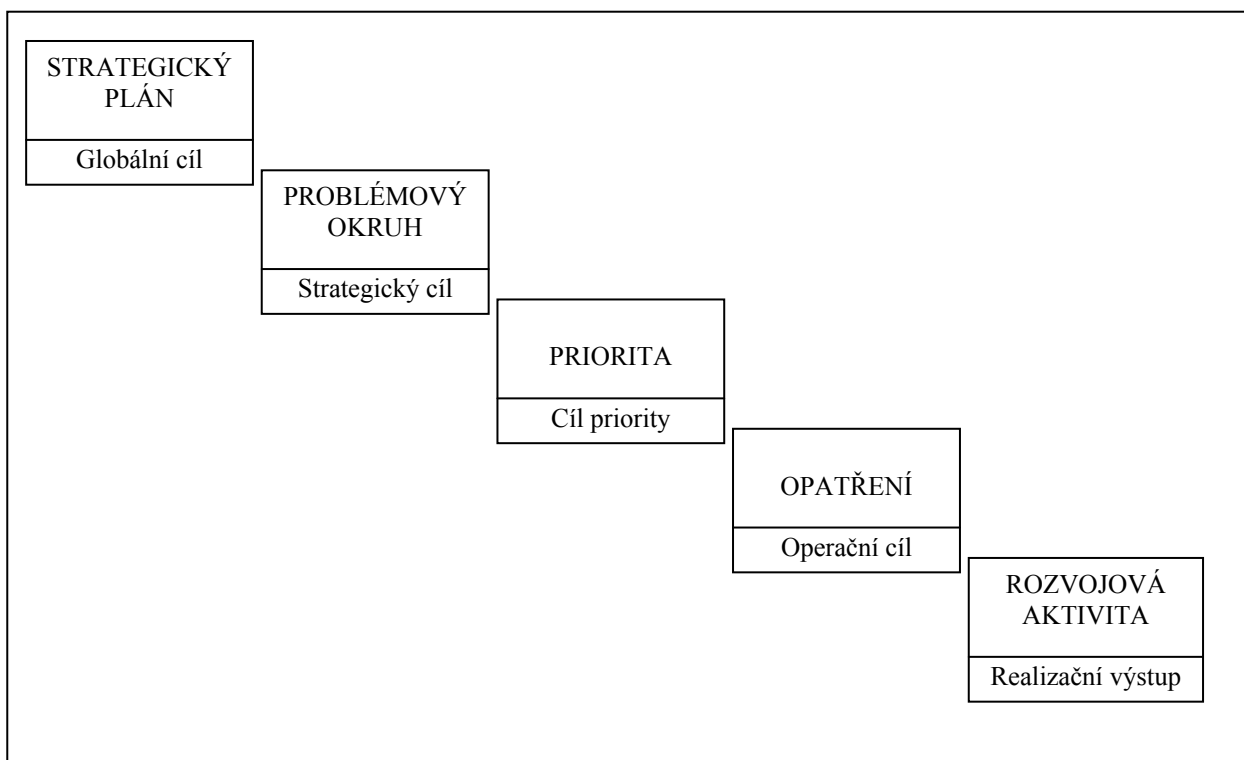 STRATEGICKÝ
PLÁN
Globální cíl
PROBLÉMOVÝ
OKRUH
Strategický cíl
PRIORITA
Cíl priority
OPATŘENÍ
Operační cíl
ROZVOJOVÁ
AKTIVITA
Realizační výstup